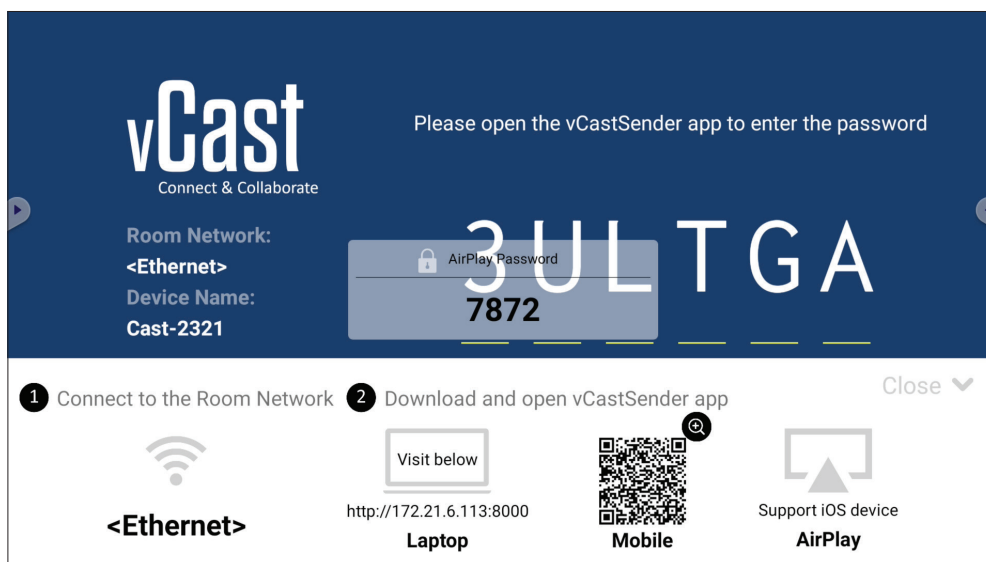 vCast
Connect & Collaborate
Please open the vCastSender app to enter the password
Room Network:
<Ethernet>
Device Name:
Cast-2321
3ULTGA
AirPlay Password
7872
1 Connect to the Room Network
2 Download and open vCastSender app
Close
<Ethernet>
Visit below
http://172.21.6.113:8000
Laptop
Mobile
Support iOS device
AirPlay